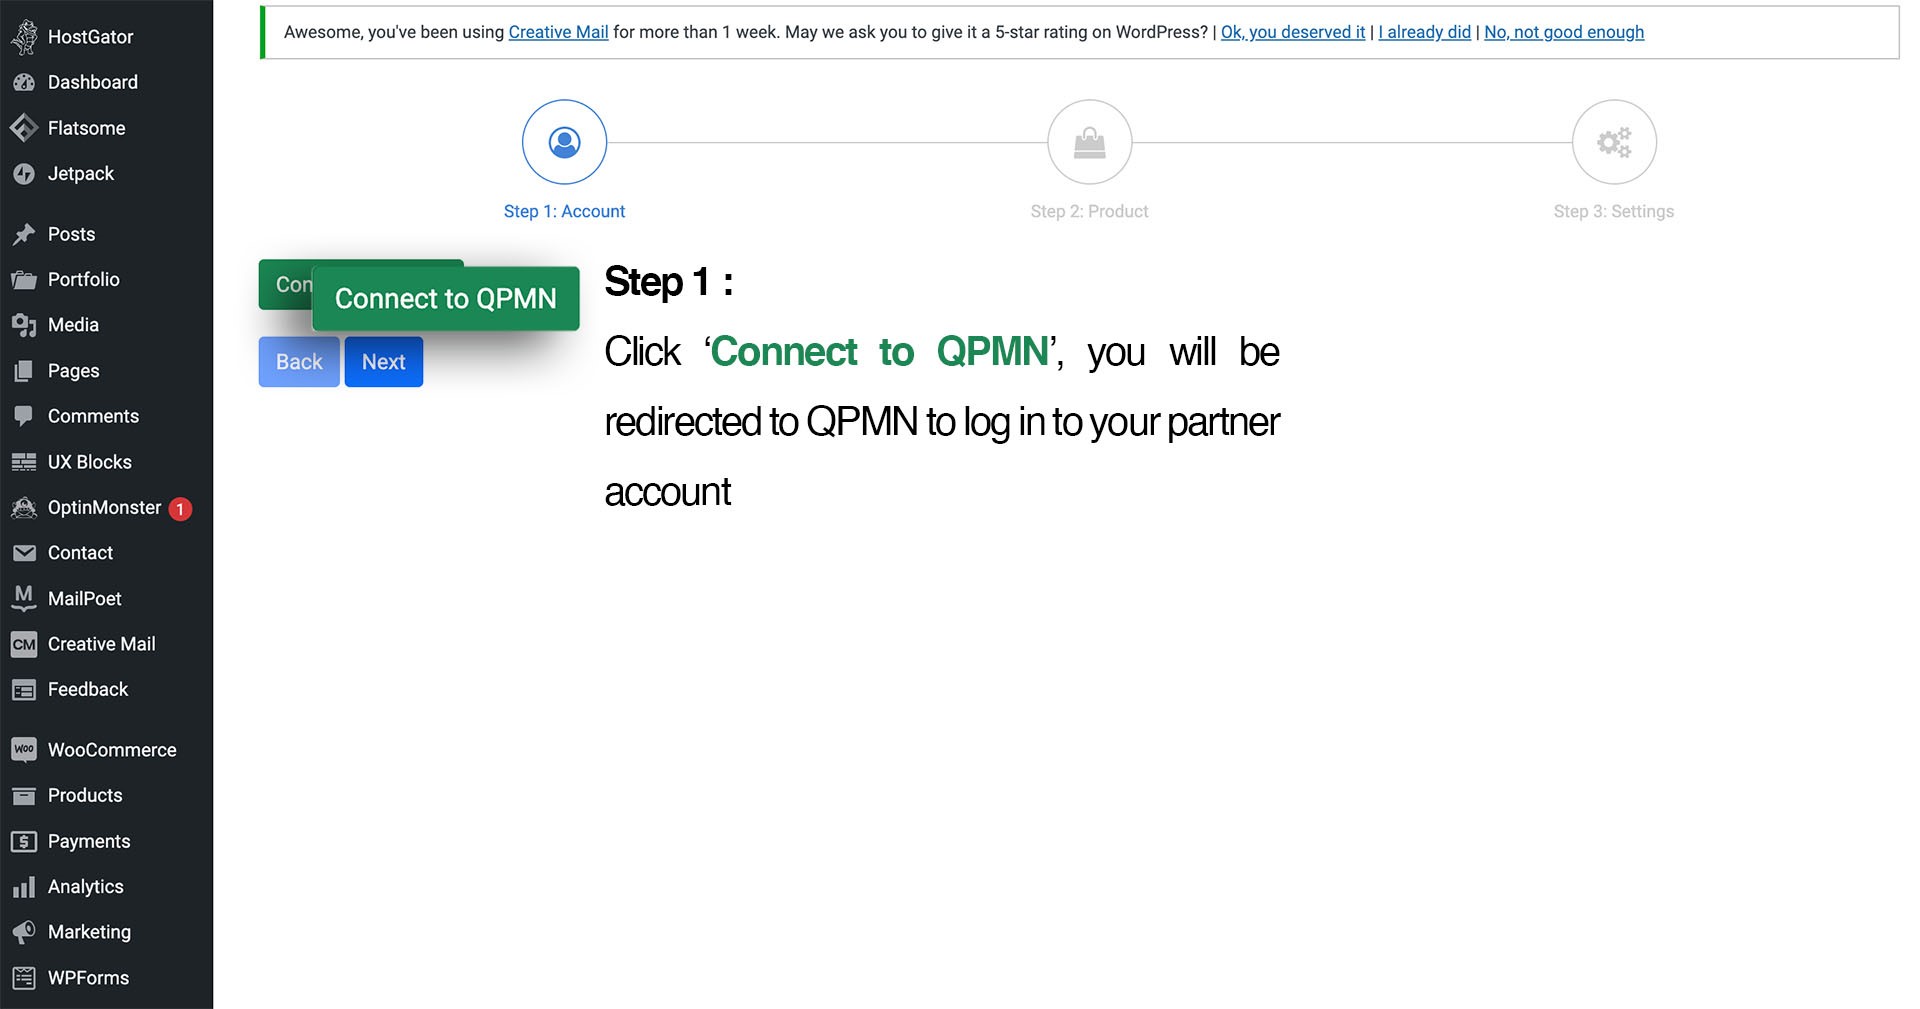 HostGator
Dashboard
Flatsome
Jetpack
Posts
Portfolio
Media
Pages
Comments
UX Blocks
OptinMonster 1
Contact
MailPoet
CM Creative Mail
Feedback
Woo WooCommerce
Products
Payments
Analytics
Marketing
WPForms
Awesome, you've been using Creative Mail for more than 1 week. May we ask you to give it a 5-star rating on WordPress? | Ok, you deserved it | I already did | No, not good enough
Step 1: Account
Step 2: Product
Step 3: Settings
Con
Connect to QPMN
Back Next
Step 1 :
Click ‘Connect to QPMN’, you will be
redirected to QPMN to log in to your partner
account